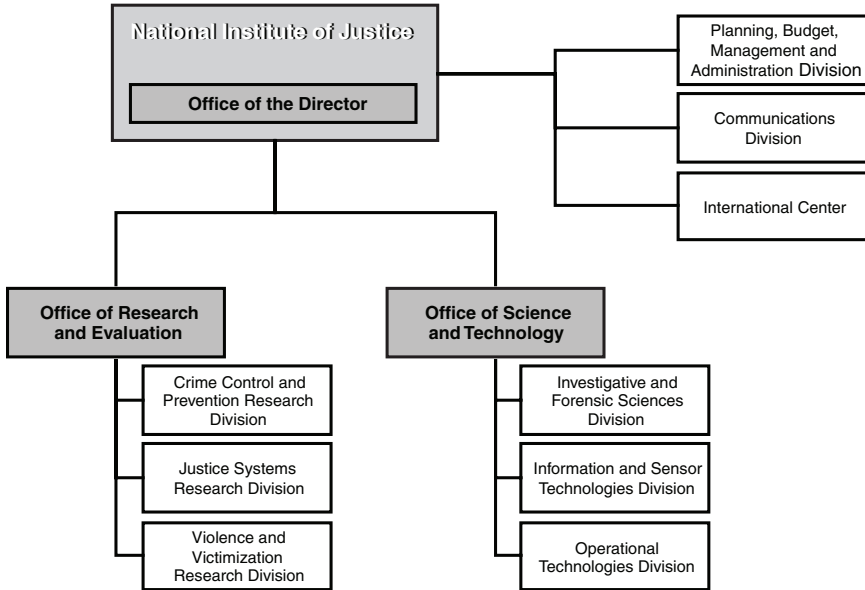 National Institute of Justice
Office of the Director
Planning, Budget,
Management and
Administration Division
Communications
Division
International Center
Office of Research
and Evaluation
Crime Control and
Prevention Research
Division
Justice Systems
Research Division
Violence and
Victimization
Research Division
Office of Science
and Technology
Investigative and
Forensic Sciences
Division
Information and Sensor
Technologies Division
Operational
Technologies Division